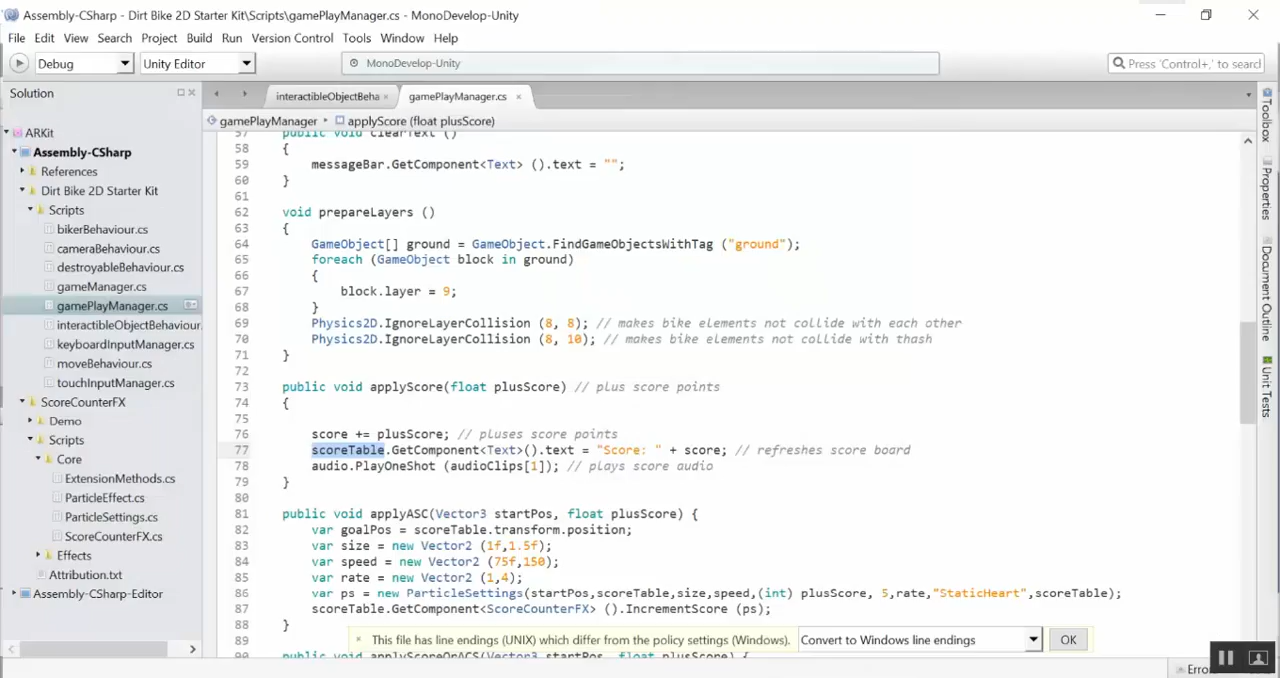 Assembly-CSharp - Dirt Bike 2D Starter Kit\Scripts\gamePlayManager.cs - MonoDevelop-Unity
File Edit View Search Project Build Run Version Control Tools Window Help
Debug Unity Editor MonoDevelop-Unity Press 'Control+,' to search
Solution
interactibleObjectBeha × gamePlayManager.cs ×
gamePlayManager ▸ applyScore (float plusScore)
ARKit
Assembly-CSharp
References
Dirt Bike 2D Starter Kit
Scripts
bikerBehaviour.cs
cameraBehaviour.cs
destroyableBehaviour.cs
gameManager.cs
gamePlayManager.cs
interactibleObjectBehaviour.
keyboardInputManager.cs
moveBehaviour.cs
touchInputManager.cs
ScoreCounterFX
Demo
Scripts
Core
ExtensionMethods.cs
ParticleEffect.cs
ParticleSettings.cs
ScoreCounterFX.cs
Effects
Attribution.txt
Assembly-CSharp-Editor
57 public void clearText ()
58 {
59 messageBar.GetComponent<Text> ().text = "";
60 }
61
62 void prepareLayers ()
63 {
64 GameObject[] ground = GameObject.FindGameObjectsWithTag ("ground");
65 foreach (GameObject block in ground)
66 {
67 block.layer = 9;
68 }
69 Physics2D.IgnoreLayerCollision (8, 8); // makes bike elements not collide with each other
70 Physics2D.IgnoreLayerCollision (8, 10); // makes bike elements not collide with thash
71 }
72
73 public void applyScore(float plusScore) // plus score points
74 {
75
76 score += plusScore; // pluses score points
77 scoreTable.GetComponent<Text>().text = "Score: " + score; // refreshes score board
78 audio.PlayOneShot (audioClips[1]); // plays score audio
79 }
80
81 public void applyASC(Vector3 startPos, float plusScore) {
82 var goalPos = scoreTable.transform.position;
83 var size = new Vector2 (1f,1.5f);
84 var speed = new Vector2 (75f,150);
85 var rate = new Vector2 (1,4);
86 var ps = new ParticleSettings(startPos,scoreTable,size,speed,(int) plusScore, 5,rate,"StaticHeart",scoreTable);
87 scoreTable.GetComponent<ScoreCounterFX> ().IncrementScore (ps);
88 }
89
90 public void applyScoreOrACS(Vector3 startPos, float plusScore) {
This file has line endings (UNIX) which differ from the policy settings (Windows). Convert to Windows line endings OK
Toolbox
Properties
Document Outline
Unit Tests
Erro